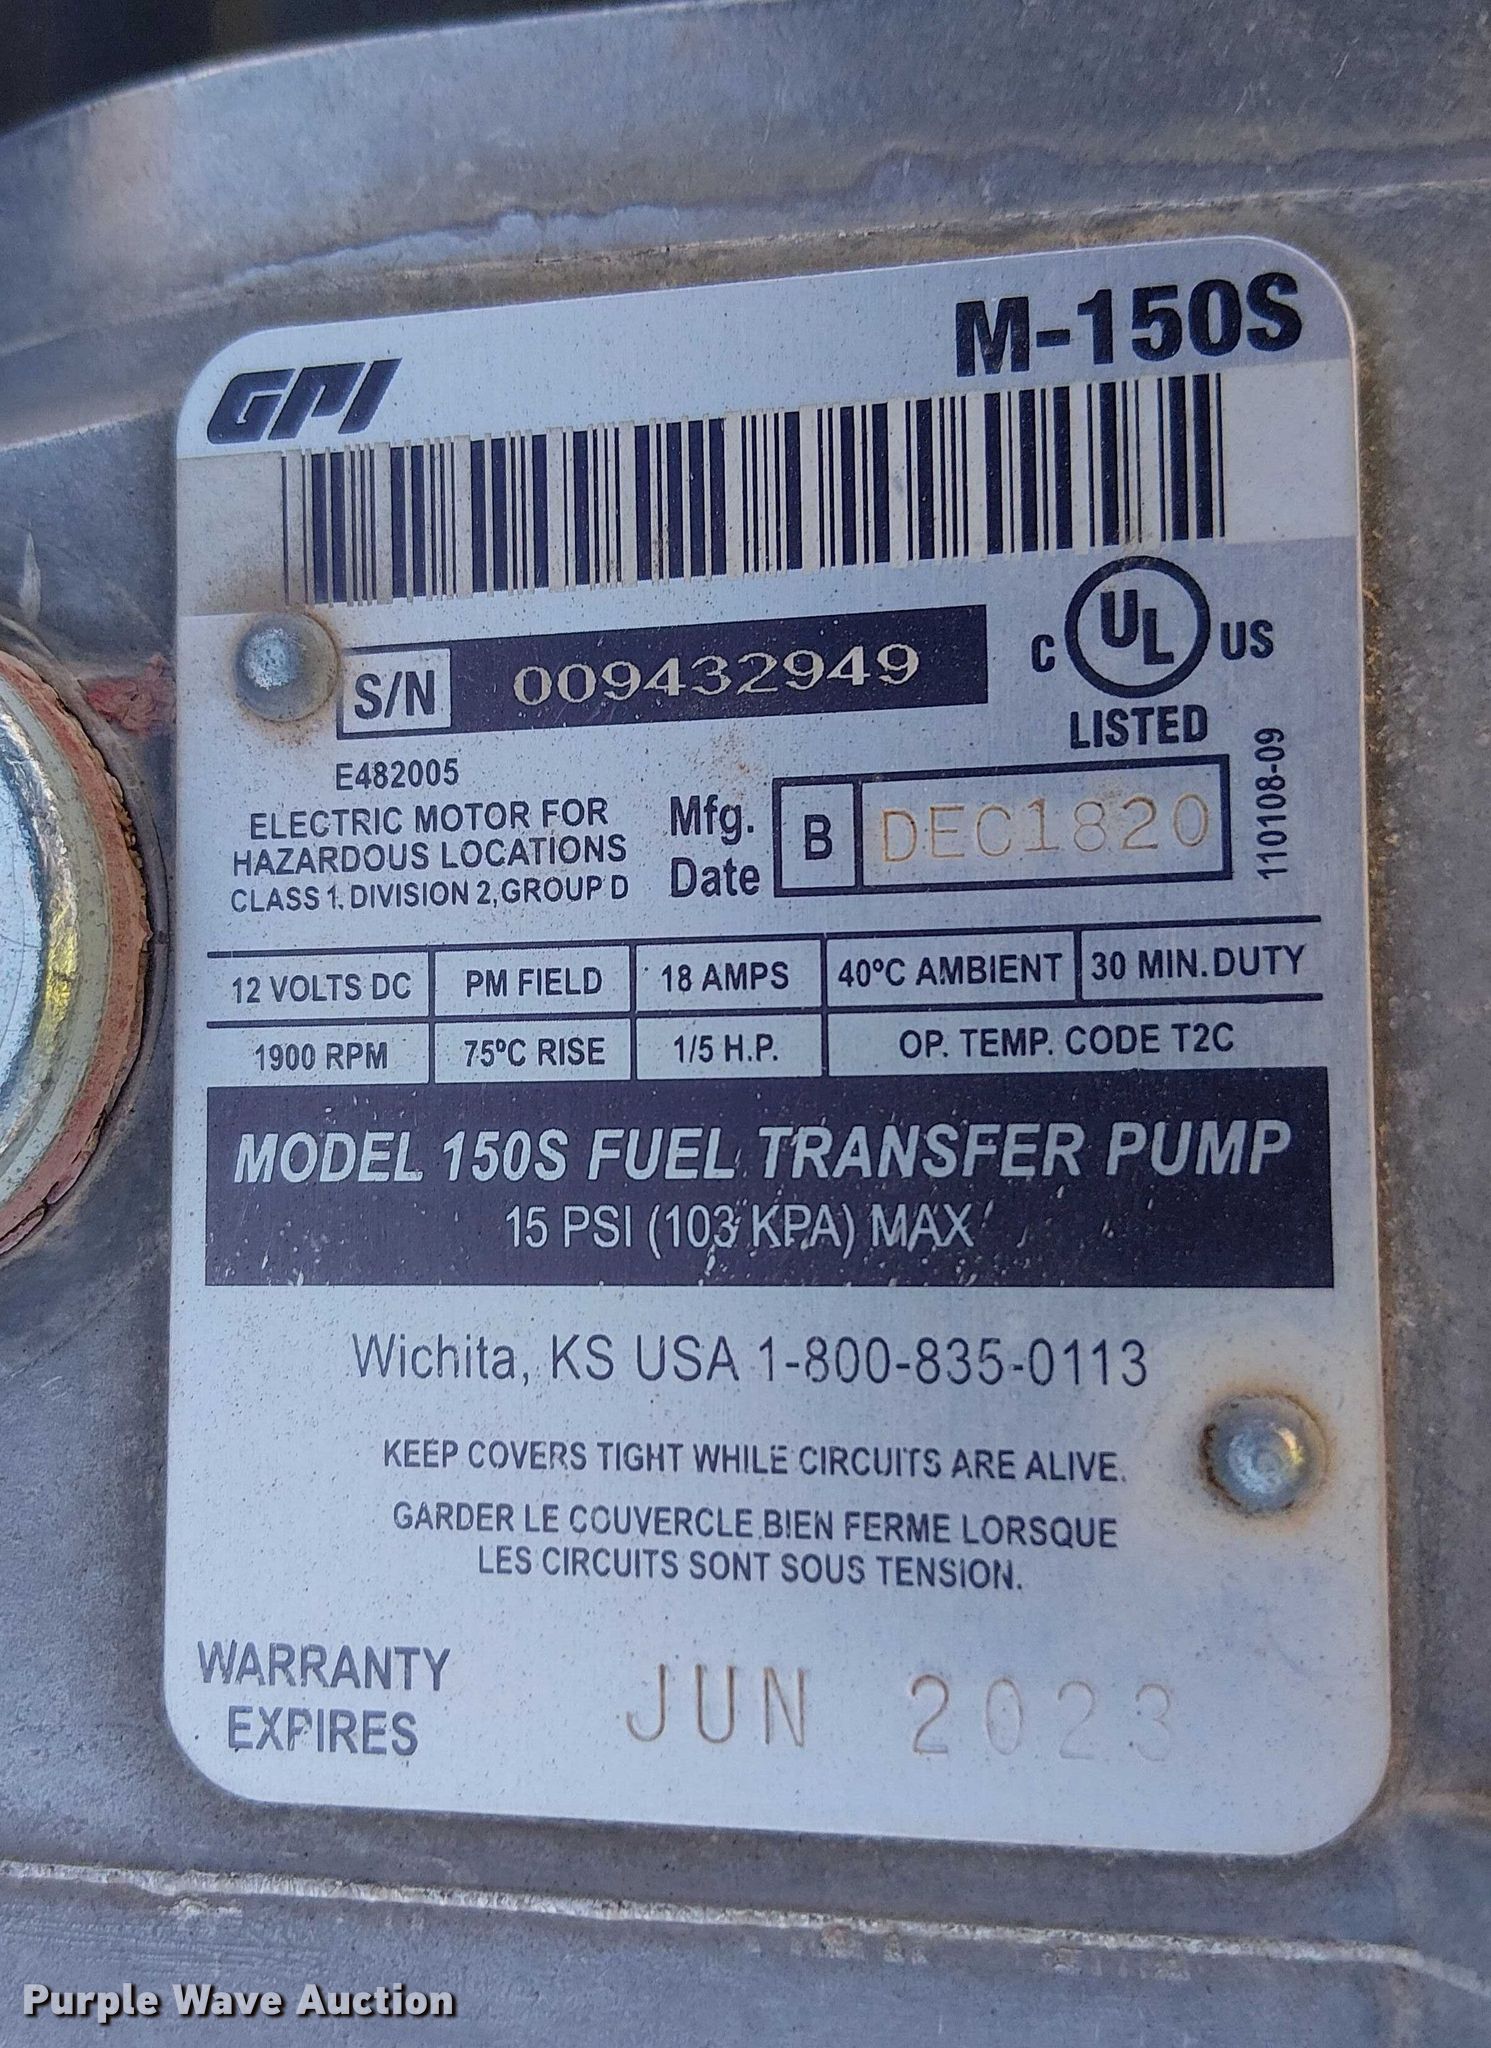 GPI
M-150S
S/N 009432949
C UL US
LISTED
110108-09
E482005
ELECTRIC MOTOR FOR
HAZARDOUS LOCATIONS
CLASS 1, DIVISION 2, GROUP D
Mfg.
Date
B DEC1820
12 VOLTS DC PM FIELD 18 AMPS 40°C AMBIENT 30 MIN. DUTY
1900 RPM 75°C RISE 1/5 H.P. OP. TEMP. CODE T2C
MODEL 150S FUEL TRANSFER PUMP
15 PSI (103 KPA) MAX
Wichita, KS USA 1-800-835-0113
KEEP COVERS TIGHT WHILE CIRCUITS ARE ALIVE.
GARDER LE COUVERCLE BIEN FERME LORSQUE
LES CIRCUITS SONT SOUS TENSION.
WARRANTY
EXPIRES
JUN 2023
Purple Wave Auction